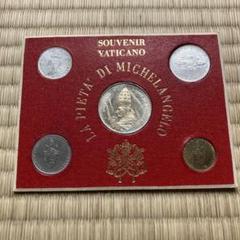 SOUVENIR
VATICANO
LA PIETA' DI MICHELANGELO